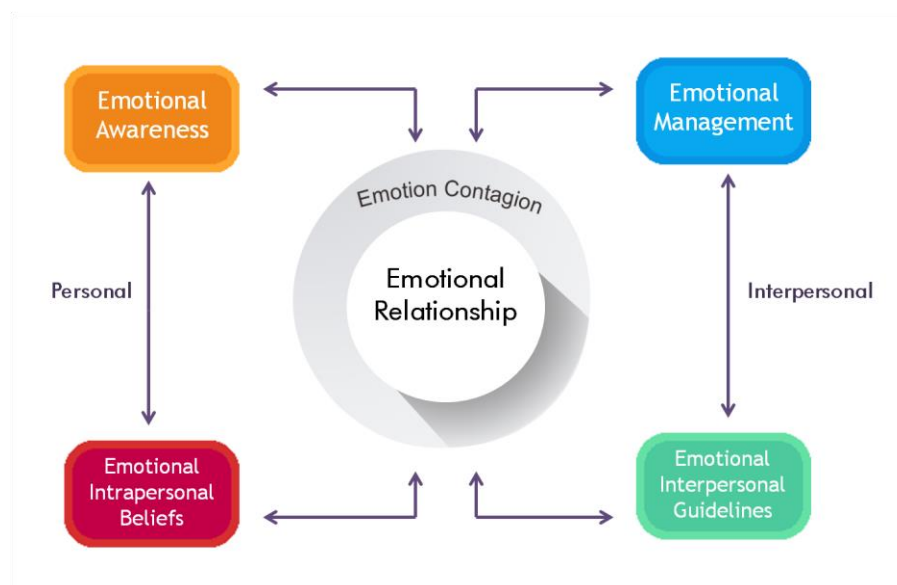 Emotional
Awareness
Emotional
Management
Emotion Contagion
Emotional
Relationship
Personal
Interpersonal
Emotional
Intrapersonal
Beliefs
Emotional
Interpersonal
Guidelines